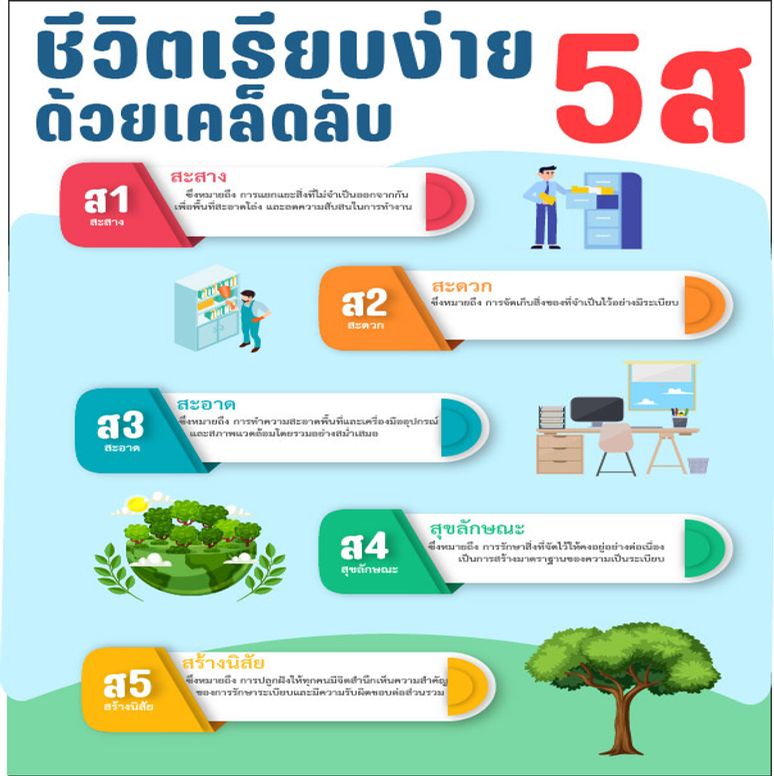 ชีวิตเรียบง่าย
ด้วยเคล็ดลับ
5ส
ส1
สะสาง
สะสาง
ซึ่งหมายถึง การแยกแยะสิ่งที่ไม่จำเป็นออกจากกัน
เพื่อพื้นที่สะอาดโล่ง และลดความสับสนในการทำงาน
ส2
สะดวก
สะดวก
ซึ่งหมายถึง การจัดเก็บสิ่งของที่จำเป็นไว้อย่างมีระเบียบ
ส3
สะอาด
สะอาด
ซึ่งหมายถึง การทำความสะอาดพื้นที่และเครื่องมืออุปกรณ์
และสภาพแวดล้อมโดยรวมอย่างสม่ำเสมอ
ส4
สุขลักษณะ
สุขลักษณะ
ซึ่งหมายถึง การรักษาสิ่งที่จัดไว้ให้คงอยู่อย่างต่อเนื่อง
เป็นการสร้างมาตราฐานของความเป็นระเบียบ
ส5
สร้างนิสัย
สร้างนิสัย
ซึ่งหมายถึง การปลูกฝังให้ทุกคนมีจิตสำนึกเห็นความสำคัญ
ของการรักษาระเบียบและมีความรับผิดชอบต่อส่วนรวม